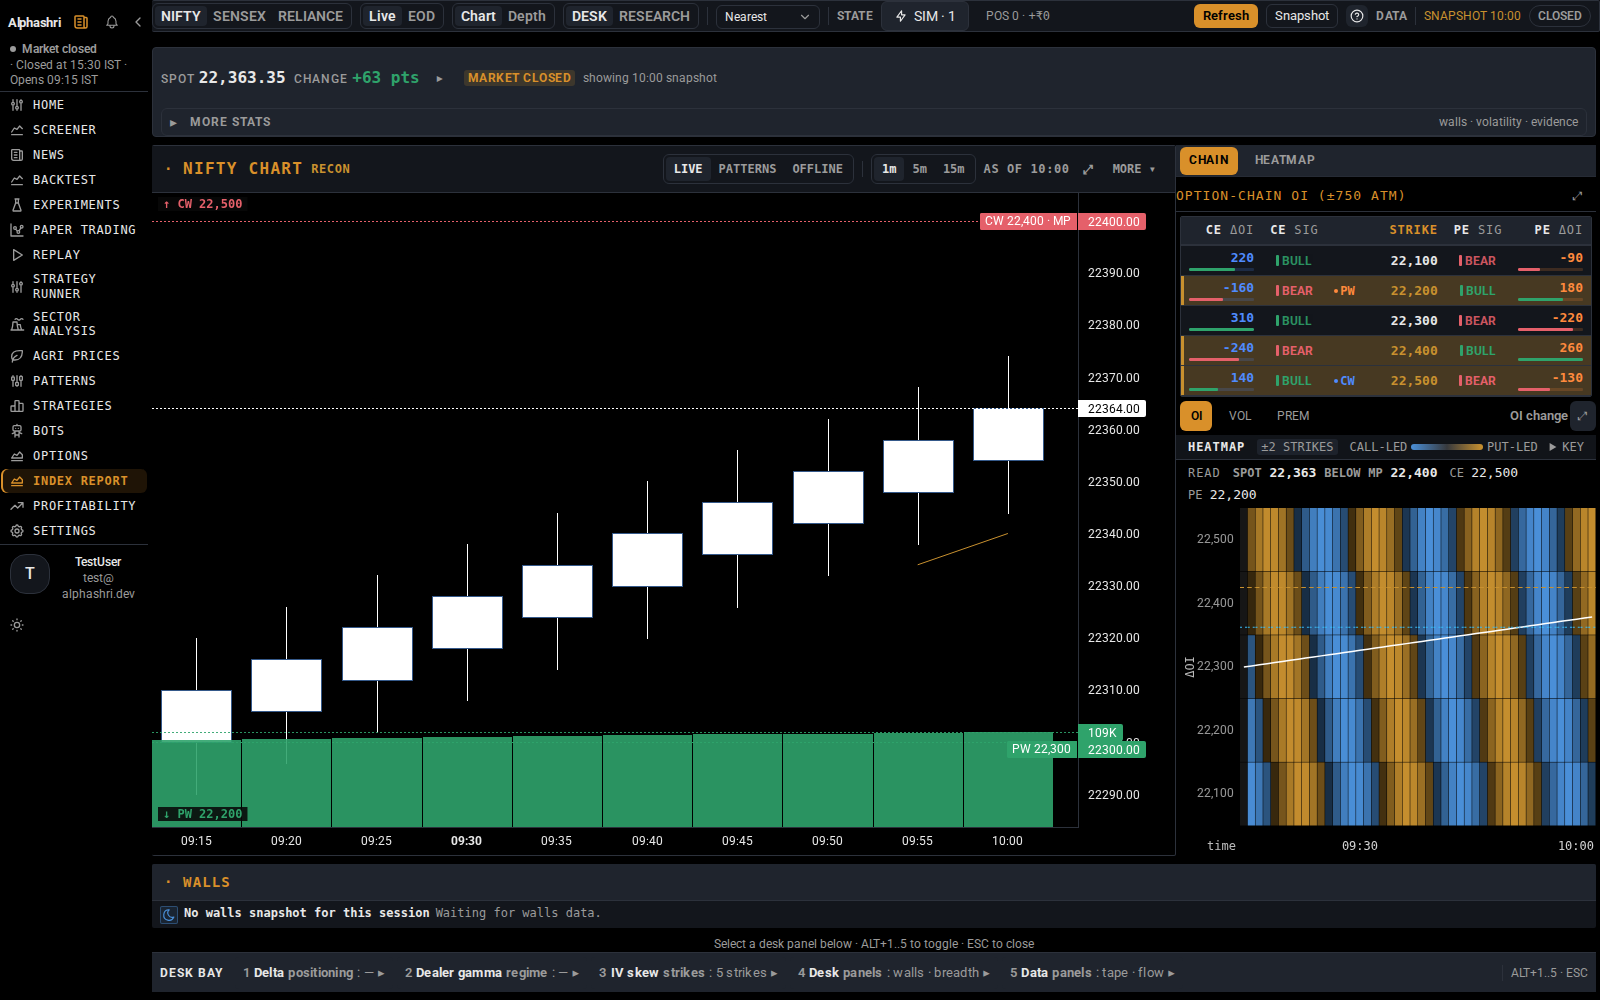 Alphashri
Market closed
· Closed at 15:30 IST ·
Opens 09:15 IST
HOME
SCREENER
NEWS
BACKTEST
EXPERIMENTS
PAPER TRADING
REPLAY
STRATEGY
RUNNER
SECTOR
ANALYSIS
AGRI PRICES
PATTERNS
STRATEGIES
BOTS
OPTIONS
INDEX REPORT
PROFITABILITY
SETTINGS
T
TestUser
test@
alphashri.dev
NIFTY SENSEX RELIANCE Live EOD Chart Depth DESK RESEARCH Nearest STATE SIM · 1 POS 0 · +₹0 Refresh Snapshot DATA SNAPSHOT 10:00 CLOSED
SPOT 22,363.35 CHANGE +63 pts ▸ MARKET CLOSED showing 10:00 snapshot
▸ MORE STATS walls · volatility · evidence
· NIFTY CHART RECON LIVE PATTERNS OFFLINE 1m 5m 15m AS OF 10:00 MORE ▾
↑ CW 22,500
CW 22,400 · MP 22400.00
22390.00
22380.00
22370.00
22364.00
22360.00
22350.00
22340.00
22330.00
22320.00
22310.00
109K
PW 22,300 22300.00
22290.00
↓ PW 22,200
09:15 09:20 09:25 09:30 09:35 09:40 09:45 09:50 09:55 10:00
CHAIN HEATMAP
OPTION-CHAIN OI (±750 ATM)
CE ΔOI CE SIG STRIKE PE SIG PE ΔOI
220 BULL 22,100 BEAR -90
-160 BEAR •PW 22,200 BULL 180
310 BULL 22,300 BEAR -220
-240 BEAR 22,400 BULL 260
140 BULL •CW 22,500 BEAR -130
OI VOL PREM OI change
HEATMAP ±2 STRIKES CALL-LED PUT-LED ▸ KEY
READ SPOT 22,363 BELOW MP 22,400 CE 22,500
PE 22,200
22,500
22,400
22,300
22,200
22,100
ΔOI
time 09:30 10:00
· WALLS
No walls snapshot for this session Waiting for walls data.
Select a desk panel below · ALT+1..5 to toggle · ESC to close
DESK BAY 1 Delta positioning : — ▸ 2 Dealer gamma regime : — ▸ 3 IV skew strikes : 5 strikes ▸ 4 Desk panels : walls · breadth ▸ 5 Data panels : tape · flow ▸ ALT+1..5 · ESC